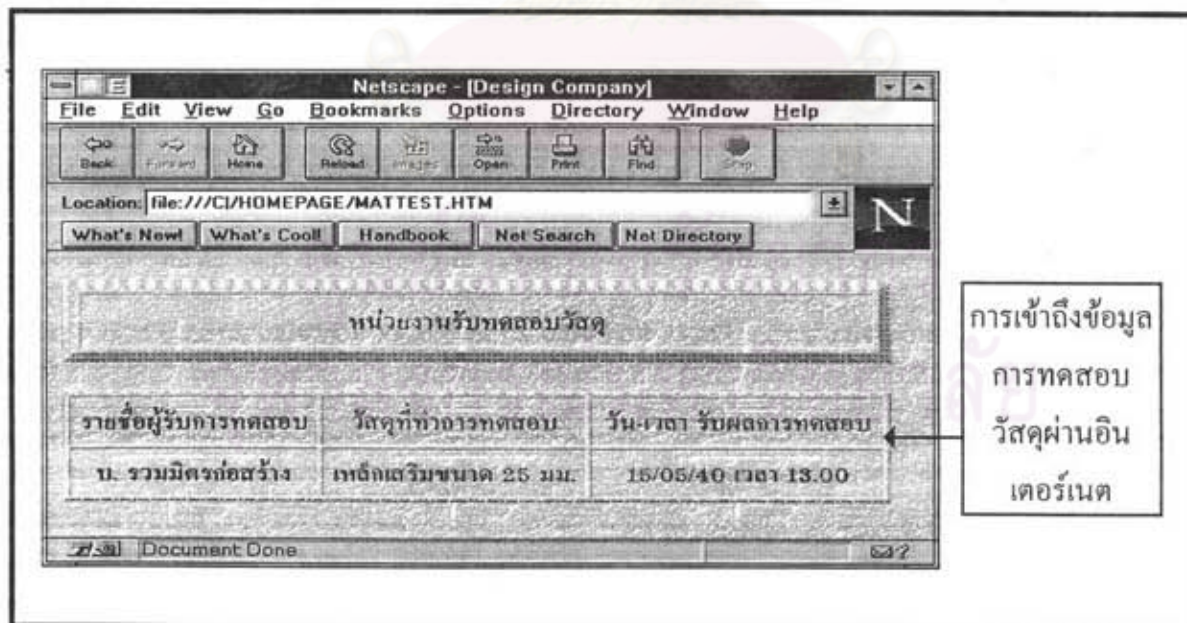 Netscape - [Design Company]
File Edit View Go Bookmarks Options Directory Window Help
Back Forward Home Reload Images Open Print Find Stop
Location: file:///C|/HOMEPAGE/MATTEST.HTM
N
What's New! What's Cool! Handbook Net Search Net Directory
หน่วยงานรับทดสอบวัสดุ
รายชื่อผู้รับการทดสอบ วัสดุที่ทำการทดสอบ วัน-เวลา รับผลการทดสอบ
บ. รวมมิตรก่อสร้าง เหล็กเสริมขนาด 25 มม. 15/05/40 เวลา 13.00
Document: Done
การเข้าถึงข้อมูล
การทดสอบ
วัสดุผ่านอิน
เตอร์เนต